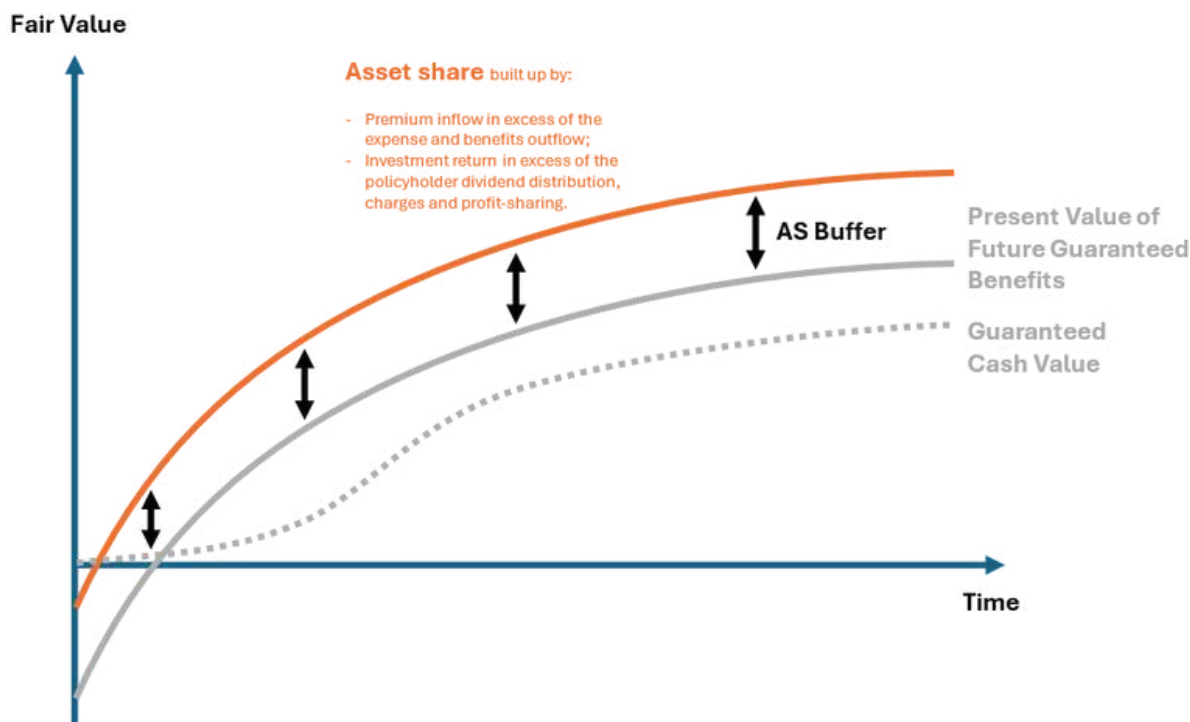 Fair Value
Asset share built up by:
- Premium inflow in excess of the
expense and benefits outflow;
- Investment return in excess of the
policyholder dividend distribution,
charges and profit-sharing.
AS Buffer
Present Value of
Future Guaranteed
Benefits
Guaranteed
Cash Value
Time